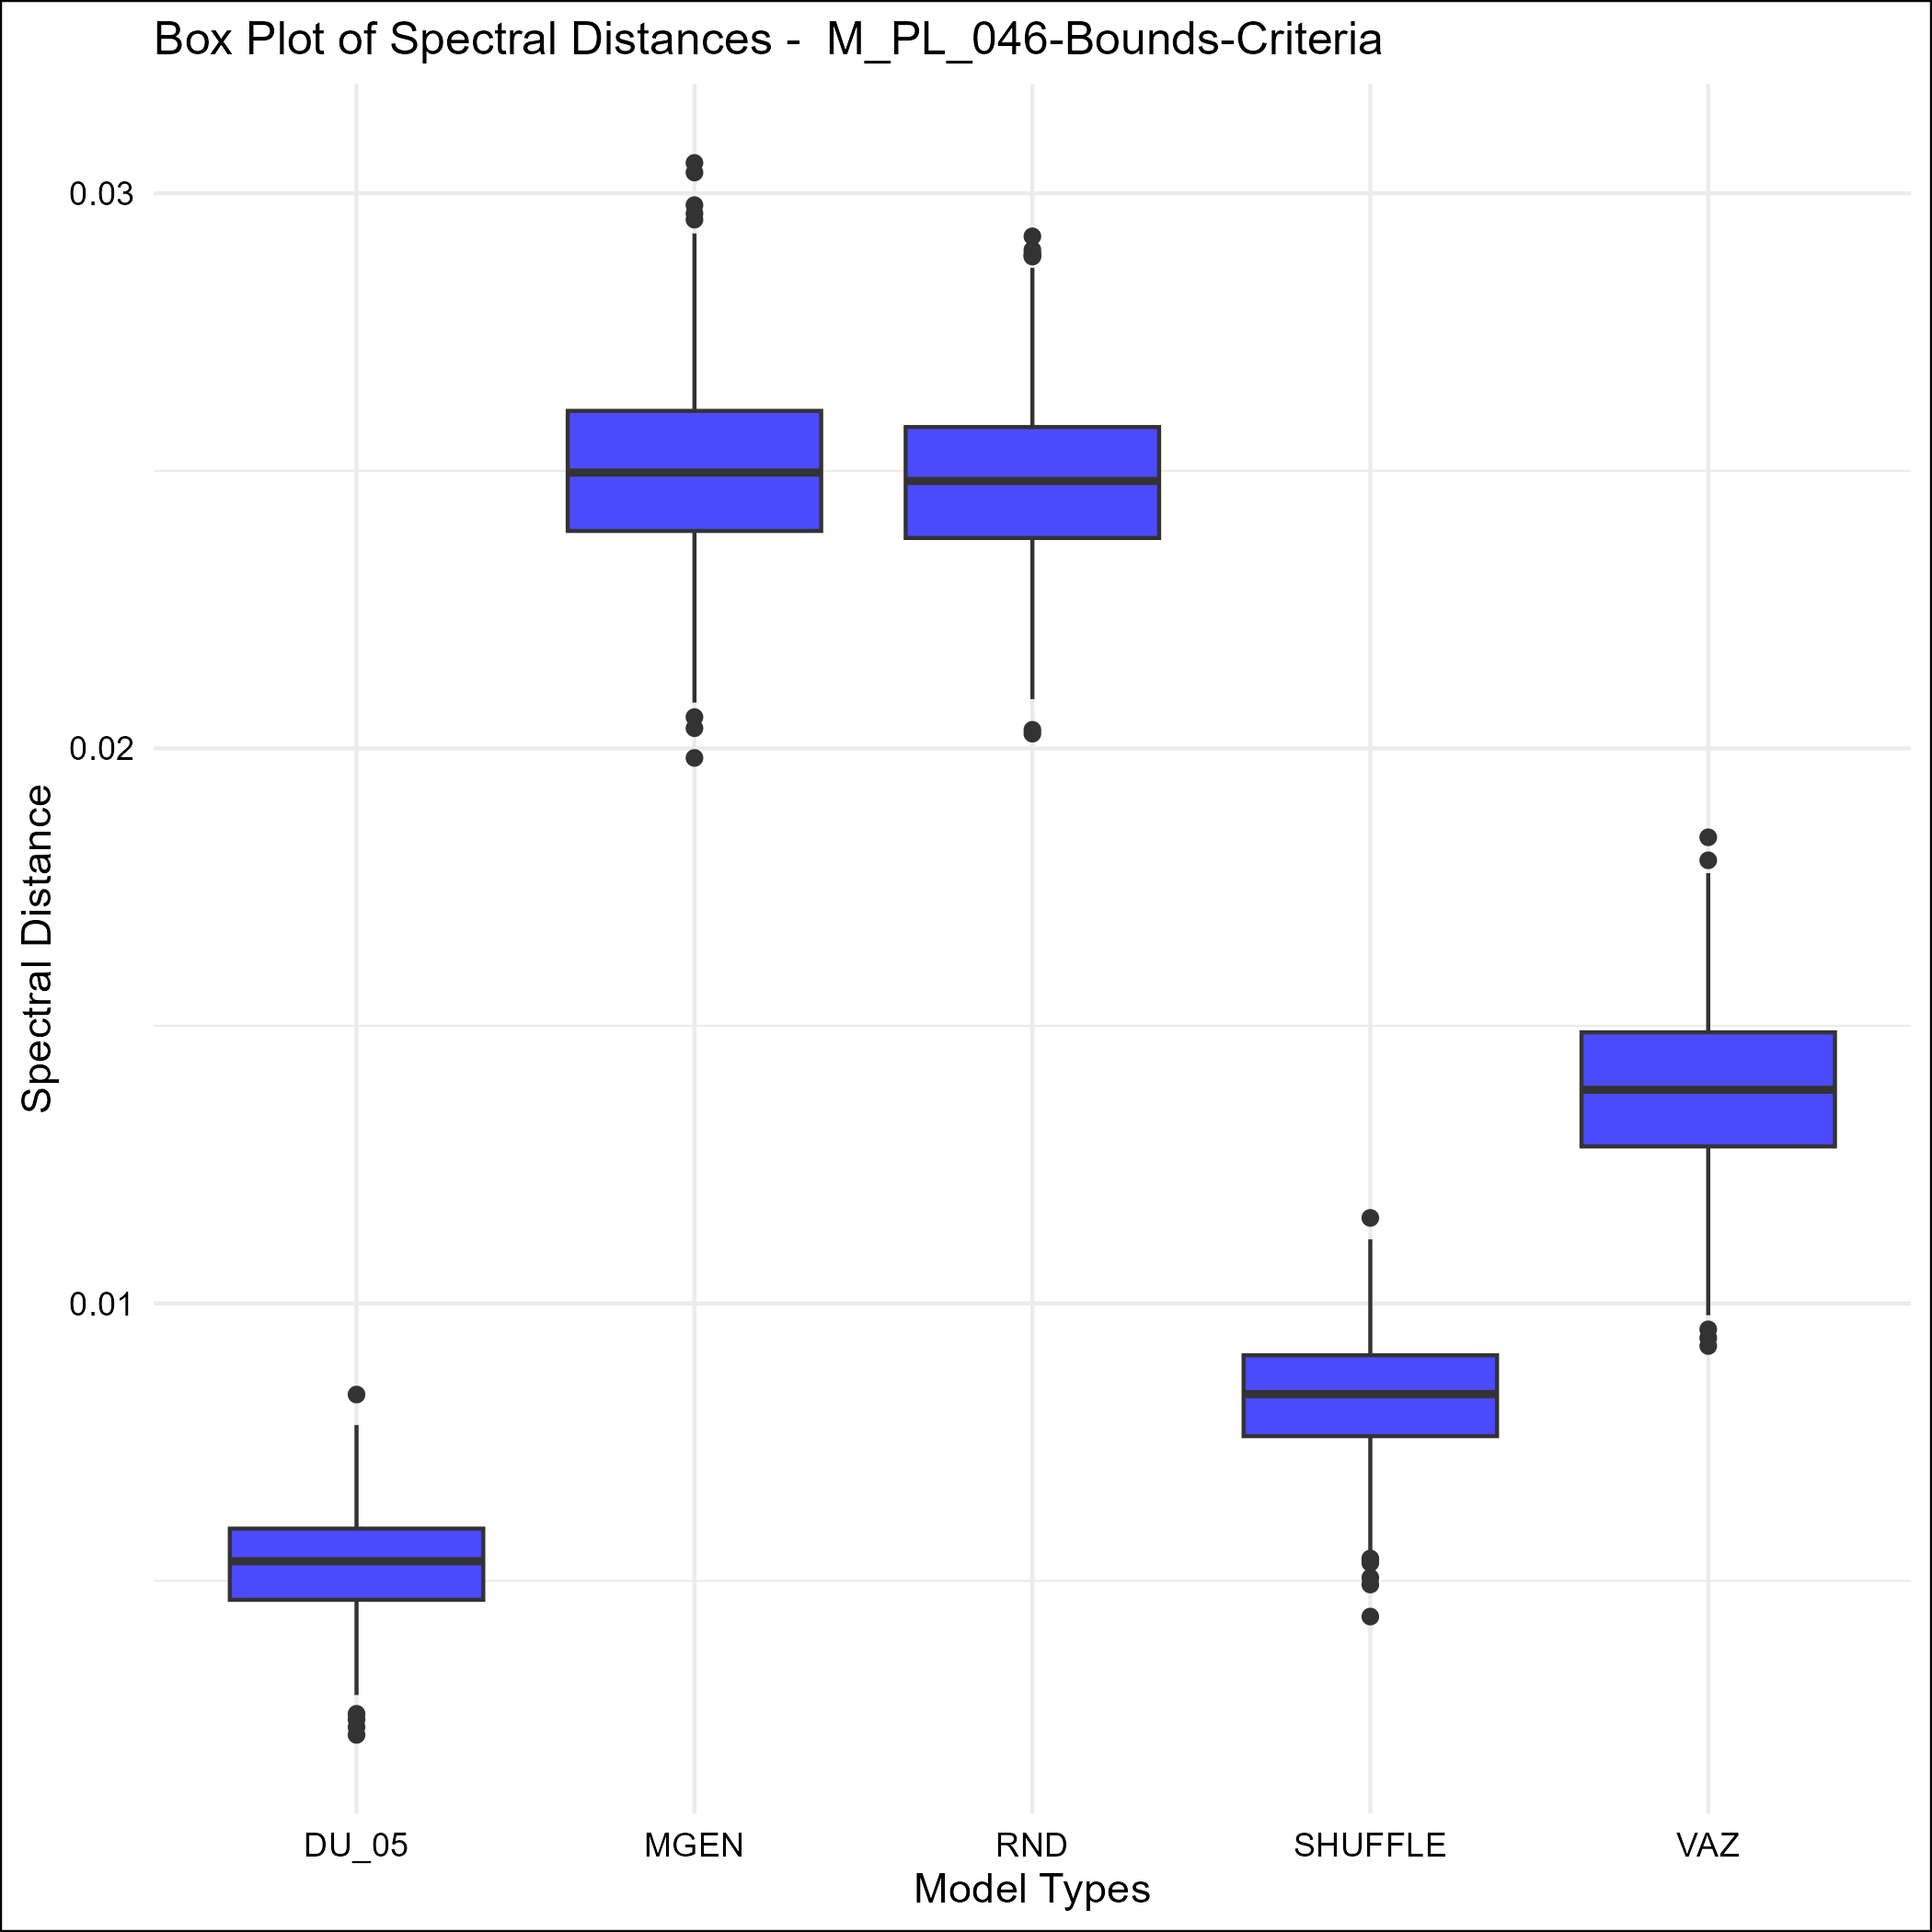 Box Plot of Spectral Distances -  M_PL_046-Bounds-Criteria
0.03
0.02
0.01
Spectral Distance
DU_05 MGEN RND SHUFFLE VAZ
Model Types